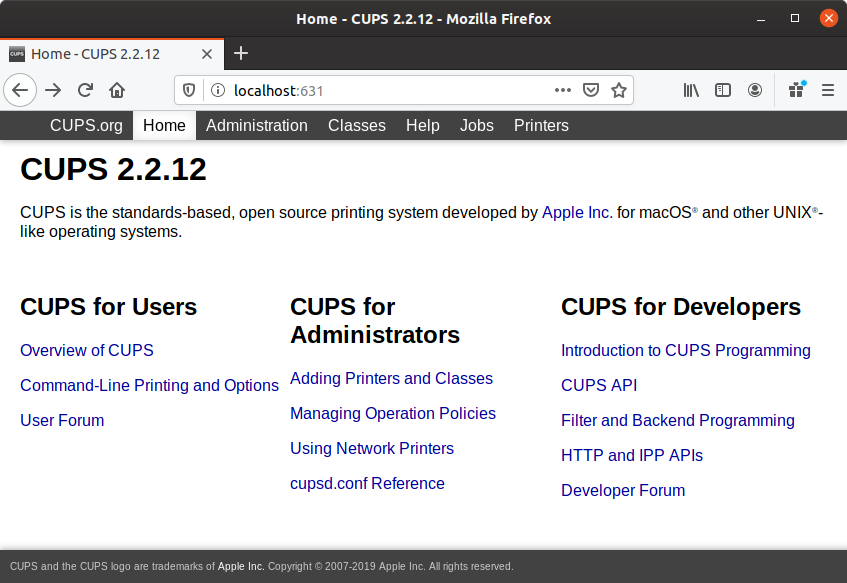 Home - CUPS 2.2.12 - Mozilla Firefox
CUPS Home - CUPS 2.2.12
localhost:631
CUPS.org Home Administration Classes Help Jobs Printers
CUPS 2.2.12
CUPS is the standards-based, open source printing system developed by Apple Inc. for macOS® and other UNIX®-
like operating systems.
CUPS for Users
Overview of CUPS
Command-Line Printing and Options
User Forum
CUPS for
Administrators
Adding Printers and Classes
Managing Operation Policies
Using Network Printers
cupsd.conf Reference
CUPS for Developers
Introduction to CUPS Programming
CUPS API
Filter and Backend Programming
HTTP and IPP APIs
Developer Forum
CUPS and the CUPS logo are trademarks of Apple Inc. Copyright © 2007-2019 Apple Inc. All rights reserved.